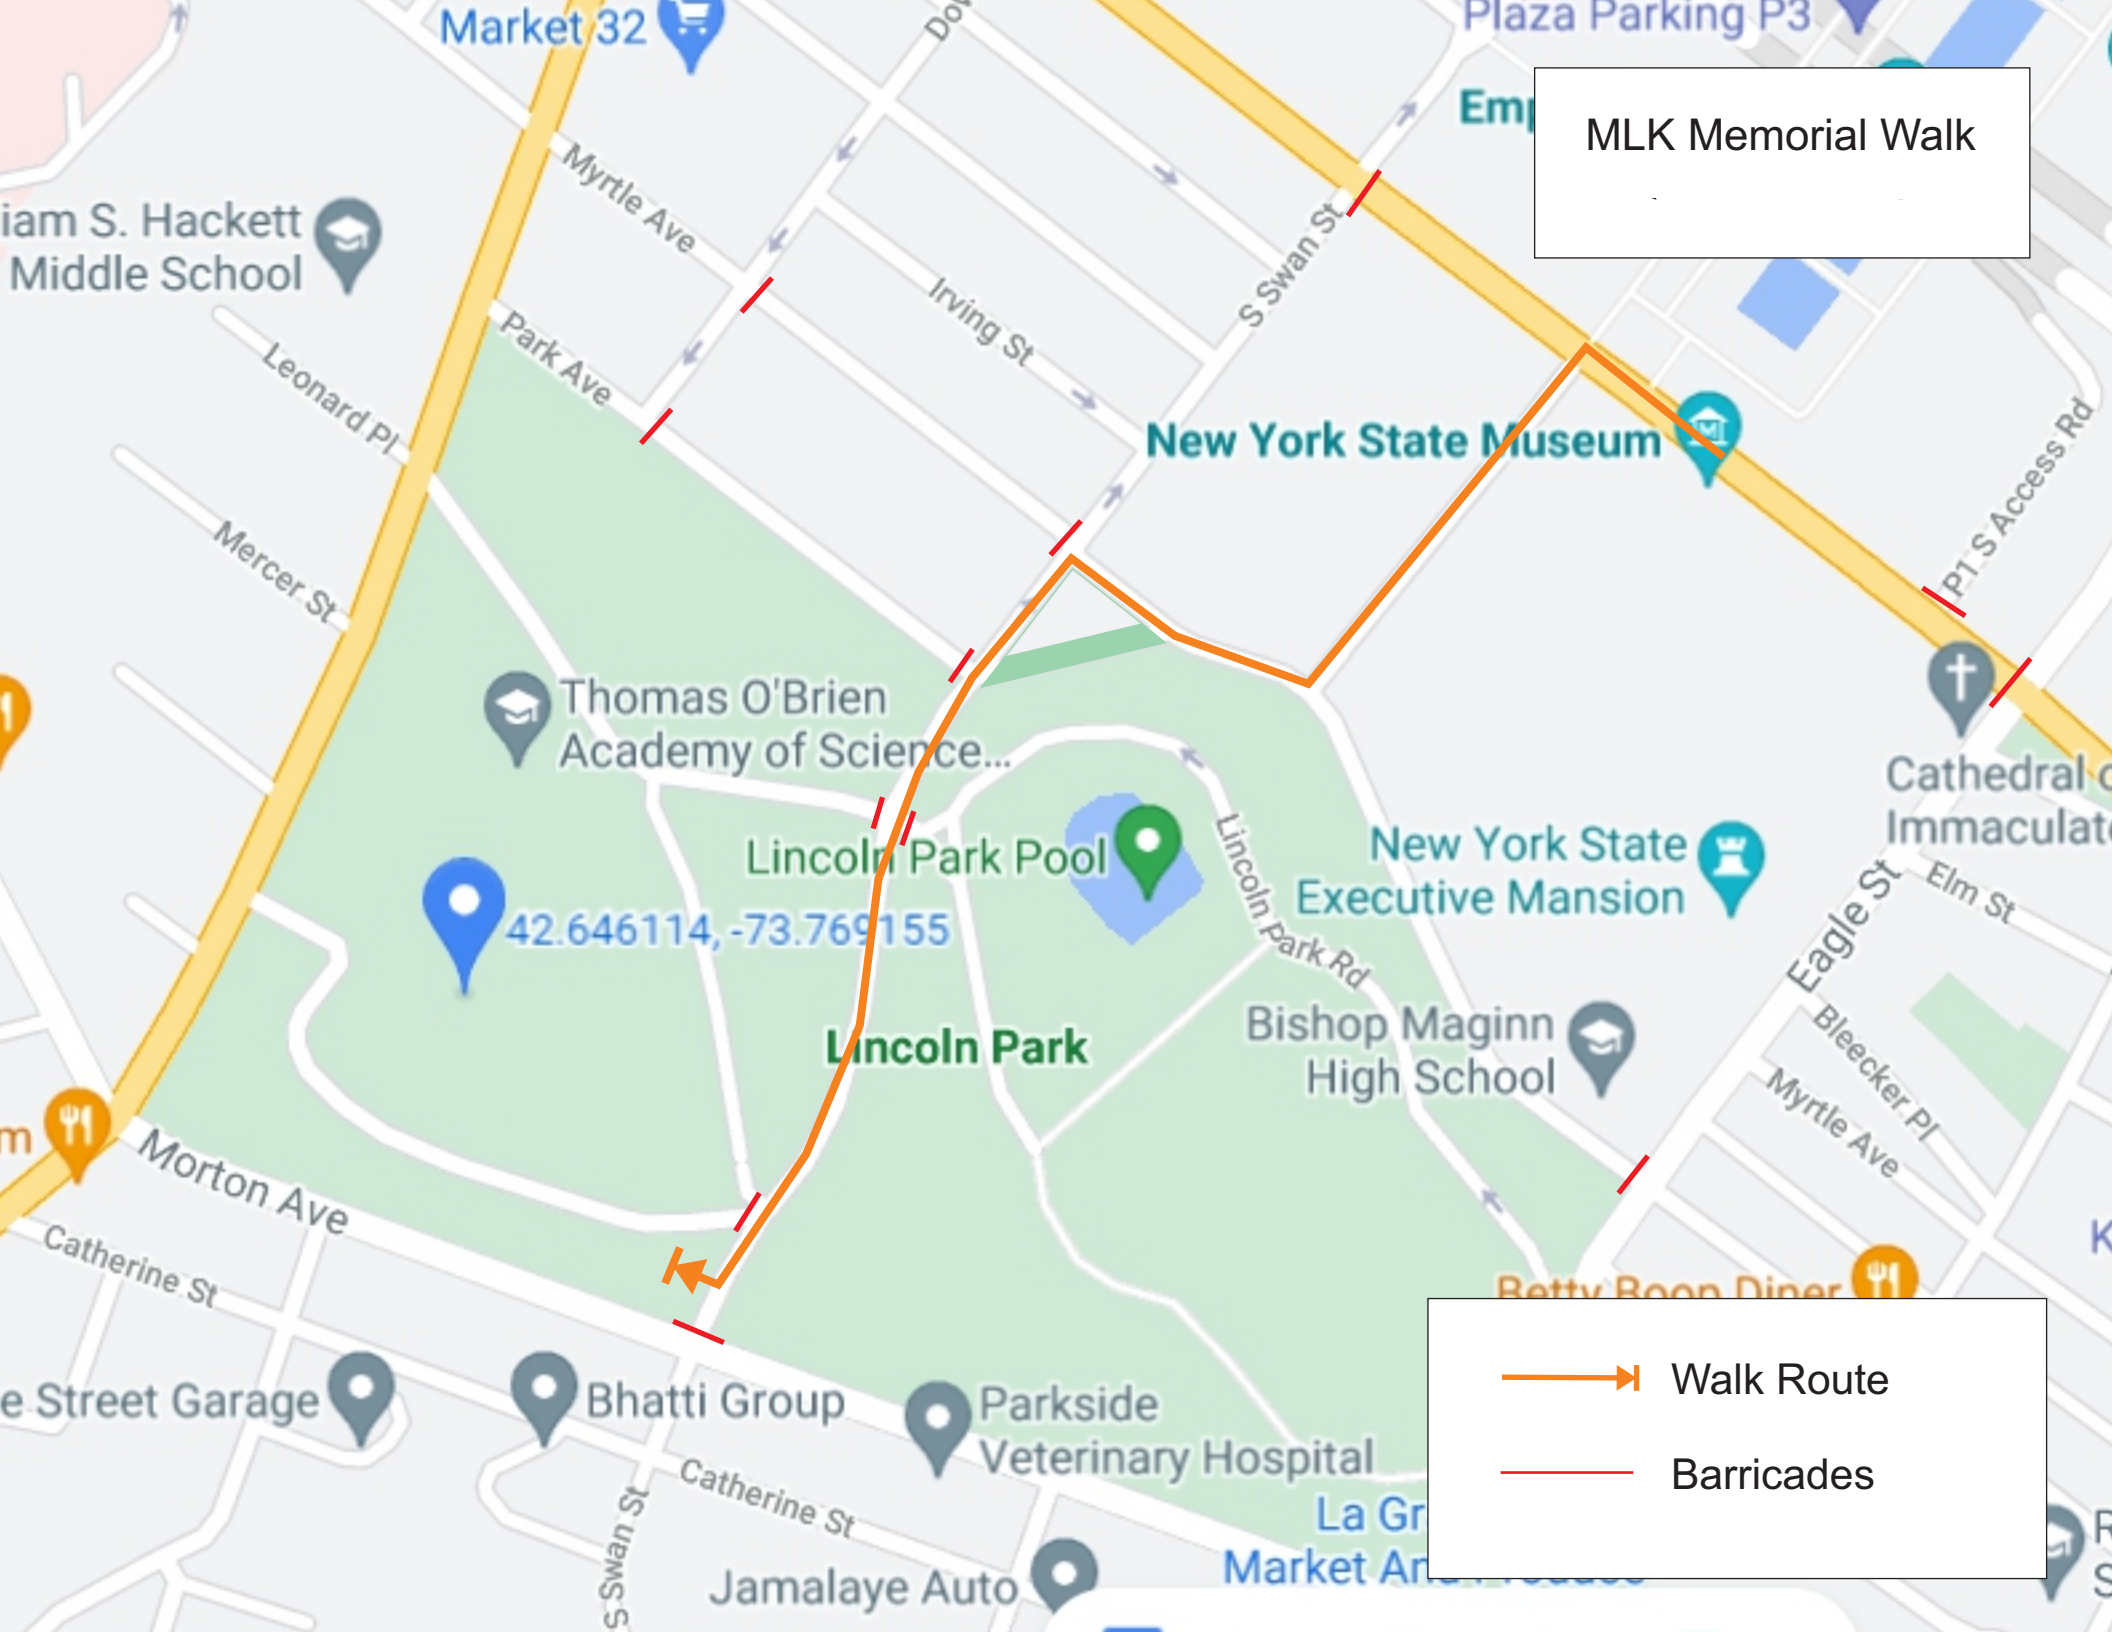 Market 32
Dov
Plaza Parking P3
Emp
MLK Memorial Walk
Myrtle Ave
iam S. Hackett
Middle School
S Swan St
Irving St
Park Ave
Leonard Pl
New York State Museum
P1 S Access Rd
Mercer St
Thomas O'Brien
Academy of Science...
Cathedral o
Immaculate
Lincoln Park Pool
Lincoln Park Rd
New York State
Executive Mansion
Elm St
Eagle St
42.646114, -73.769155
Lincoln Park
Bishop Maginn
High School
Bleecker Pl
Myrtle Ave
m
Morton Ave
Catherine St
K
Betty Boop Diner
Walk Route
e Street Garage
Bhatti Group
Parkside
Veterinary Hospital
Barricades
Catherine St
S Swan St
La Gr
Market And Produce
R
S
Jamalaye Auto